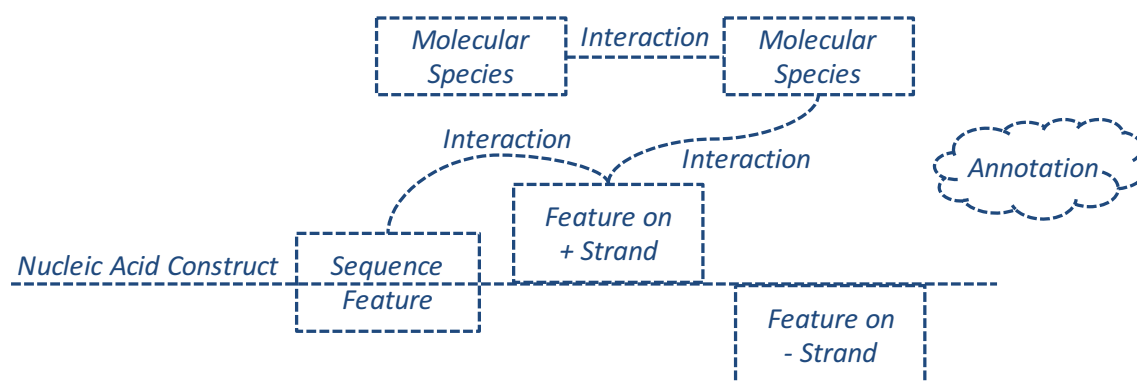 Molecular
Species
Interaction
Molecular
Species
Interaction
Interaction
Annotation
Feature on
+ Strand
Nucleic Acid Construct
Sequence
Feature
Feature on
- Strand